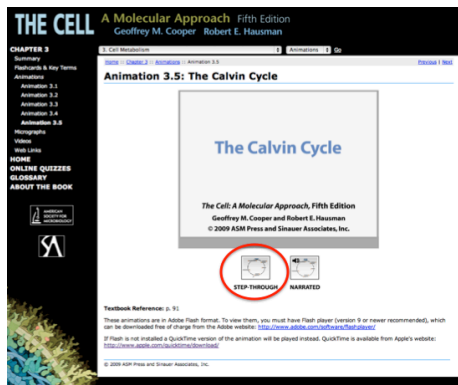 THE CELL
A Molecular Approach Fifth Edition
Geoffrey M. Cooper Robert E. Hausman
CHAPTER 3
Summary
Flashcards & Key Terms
Animations
Animation 3.1
Animation 3.2
Animation 3.3
Animation 3.4
Animation 3.5
Micrographs
Videos
Web Links
HOME
ONLINE QUIZZES
GLOSSARY
ABOUT THE BOOK
AMERICAN
SOCIETY FOR
MICROBIOLOGY
3. Cell Metabolism
Animations
Go
Home :: Chapter 3 :: Animations :: Animation 3.5
Previous | Next
Animation 3.5: The Calvin Cycle
The Calvin Cycle
The Cell: A Molecular Approach, Fifth Edition
Geoffrey M. Cooper and Robert E. Hausman
© 2009 ASM Press and Sinauer Associates, Inc.
STEP-THROUGH
NARRATED
Textbook Reference: p. 91
These animations are in Adobe Flash format. To view them, you must have Flash player (version 9 or newer recommended), which
can be downloaded free of charge from the Adobe website: http://www.adobe.com/software/flashplayer/
If Flash is not installed a QuickTime version of the animation will be played instead. QuickTime is available from Apple's website:
http://www.apple.com/quicktime/download/
© 2009 ASM Press and Sinauer Associates, Inc.